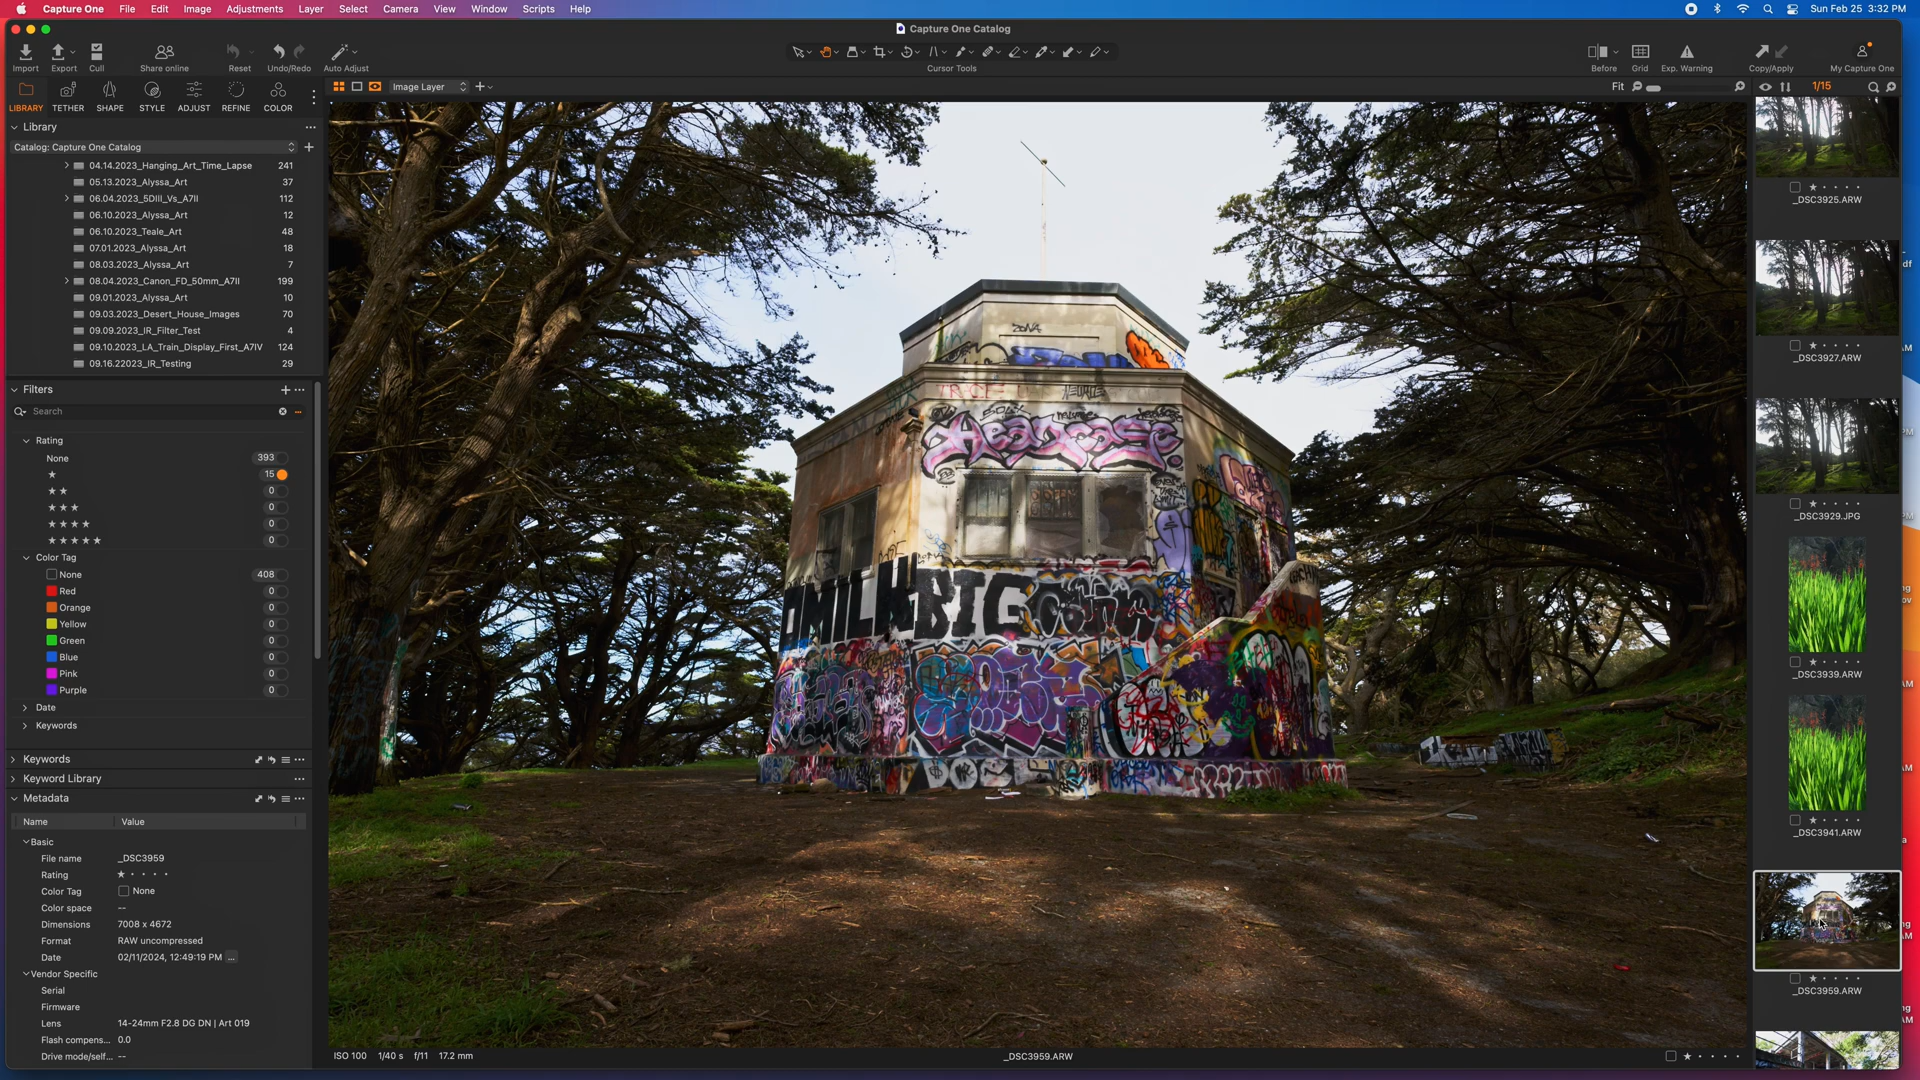 Capture One File Edit Image Adjustments Layer Select Camera View Window Scripts Help
Sun Feb 25 3:32 PM
Capture One Catalog
Import Export Cull Share online Reset Undo/Redo Auto Adjust Cursor Tools Before Grid Exp. Warning Copy/Apply My Capture One
LIBRARY TETHER SHAPE STYLE ADJUST REFINE COLOR
Image Layer
Fit
1/15
Library
Catalog: Capture One Catalog
04.14.2023_Hanging_Art_Time_Lapse 241
05.13.2023_Alyssa_Art 37
06.04.2023_5DIII_Vs_A7II 112
06.10.2023_Alyssa_Art 12
06.10.2023_Teale_Art 48
07.01.2023_Alyssa_Art 18
08.03.2023_Alyssa_Art 7
08.04.2023_Canon_FD_50mm_A7II 199
09.01.2023_Alyssa_Art 10
09.03.2023_Desert_House_Images 70
09.09.2023_IR_Filter_Test 4
09.10.2023_LA_Train_Display_First_A7IV 124
09.16.22023_IR_Testing 29
Filters
Search
Rating
None 393
★ 15
★★ 0
★★★ 0
★★★★ 0
★★★★★ 0
Color Tag
None 408
Red 0
Orange 0
Yellow 0
Green 0
Blue 0
Pink 0
Purple 0
Date
Keywords
Keywords
Keyword Library
Metadata
Name Value
Basic
File name _DSC3959
Rating ★ · · · ·
Color Tag None
Color space --
Dimensions 7008 x 4672
Format RAW uncompressed
Date 02/11/2024, 12:49:19 PM ...
Vendor Specific
Serial
Firmware
Lens 14-24mm F2.8 DG DN | Art 019
Flash compens... 0.0
Drive mode/self... --
Headcase
OMILK BIG
ISO 100 1/40 s f/11 17.2 mm
_DSC3959.ARW
_DSC3925.ARW
_DSC3927.ARW
_DSC3929.JPG
_DSC3939.ARW
_DSC3941.ARW
_DSC3959.ARW